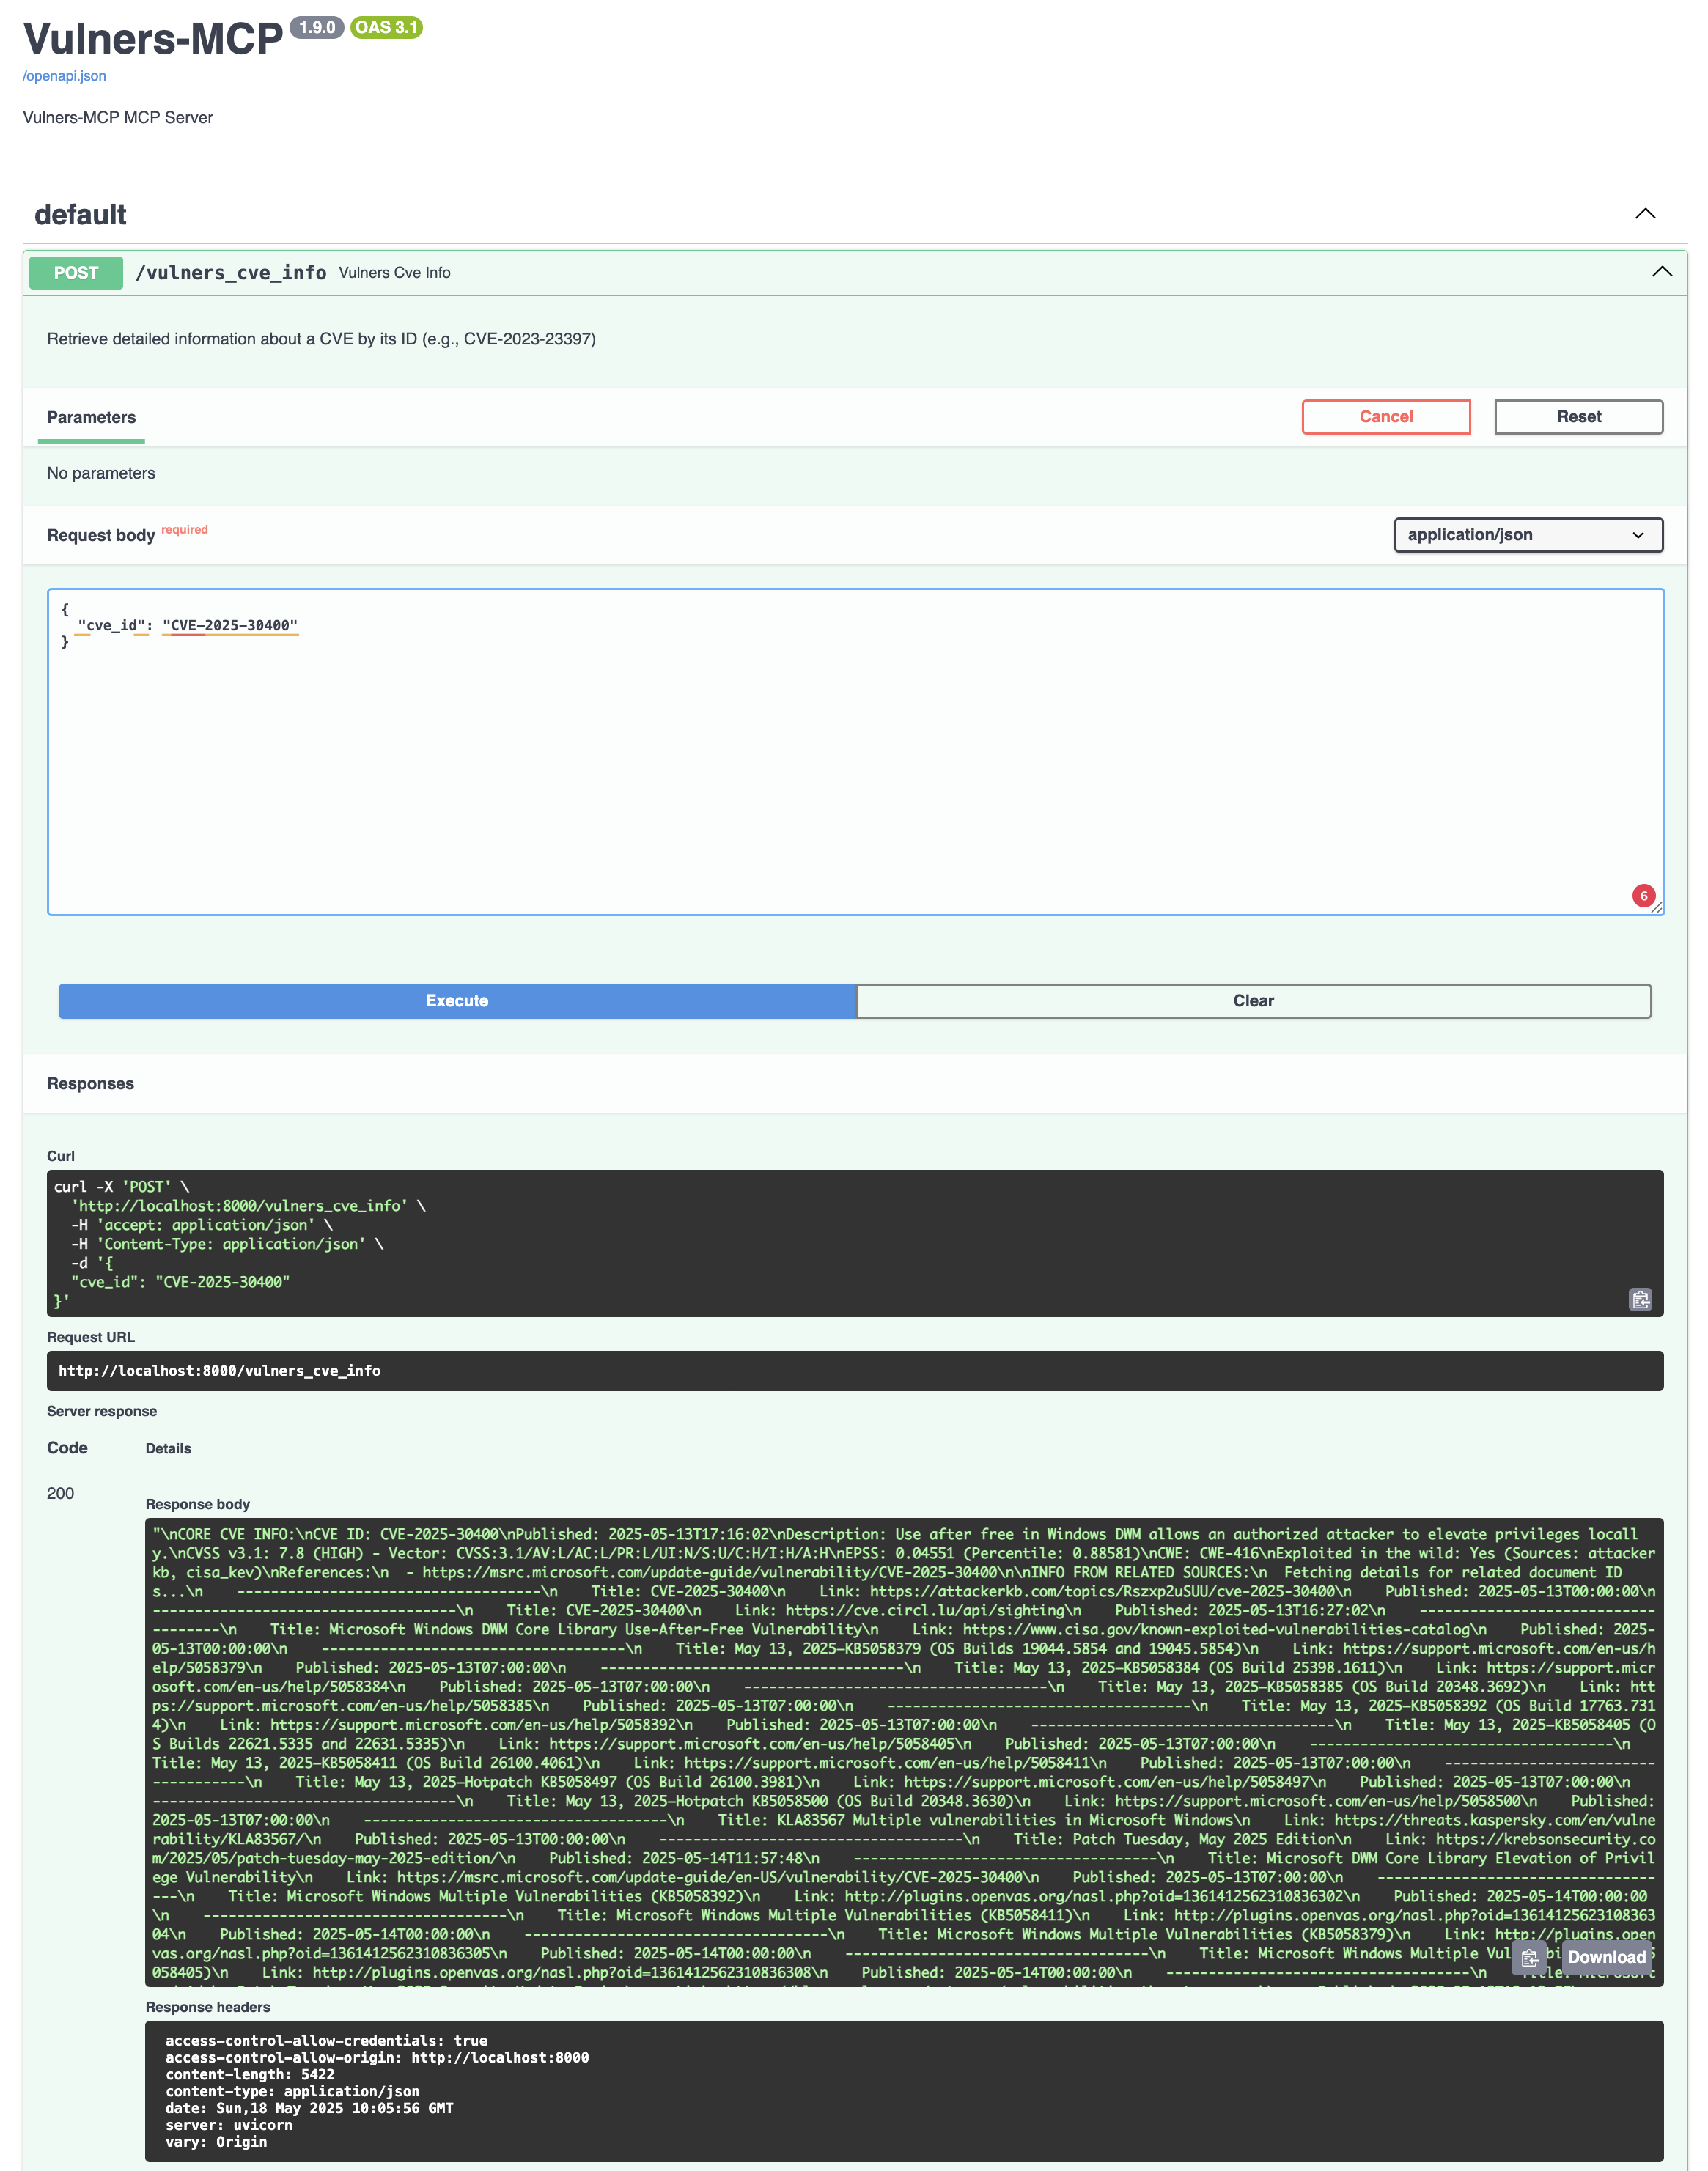 Vulners-MCP 1.9.0 OAS 3.1
/openapi.json
Vulners-MCP MCP Server
default
POST /vulners_cve_info Vulners Cve Info
Retrieve detailed information about a CVE by its ID (e.g., CVE-2023-23397)
Parameters
Cancel
Reset
No parameters
Request body required
application/json
{
"cve_id": "CVE-2025-30400"
}
6
Execute
Clear
Responses
Curl
curl -X 'POST' \
'http://localhost:8000/vulners_cve_info' \
-H 'accept: application/json' \
-H 'Content-Type: application/json' \
-d '{
"cve_id": "CVE-2025-30400"
}'
Request URL
http://localhost:8000/vulners_cve_info
Server response
Code Details
200
Response body
"\nCORE CVE INFO:\nCVE ID: CVE-2025-30400\nPublished: 2025-05-13T17:16:02\nDescription: Use after free in Windows DWM allows an authorized attacker to elevate privileges locall
y.\nCVSS v3.1: 7.8 (HIGH) - Vector: CVSS:3.1/AV:L/AC:L/PR:L/UI:N/S:U/C:H/I:H/A:H\nEPSS: 0.04551 (Percentile: 0.88581)\nCWE: CWE-416\nExploited in the wild: Yes (Sources: attacker
kb, cisa_kev)\nReferences:\n  - https://msrc.microsoft.com/update-guide/vulnerability/CVE-2025-30400\n\nINFO FROM RELATED SOURCES:\n  Fetching details for related document ID
s...\n    ------------------------------------\n    Title: CVE-2025-30400\n    Link: https://attackerkb.com/topics/Rszxp2uSUU/cve-2025-30400\n    Published: 2025-05-13T00:00:00\n
------------------------------------\n    Title: CVE-2025-30400\n    Link: https://cve.circl.lu/api/sighting\n    Published: 2025-05-13T16:27:02\n    ----------------------------
--------\n    Title: Microsoft Windows DWM Core Library Use-After-Free Vulnerability\n    Link: https://www.cisa.gov/known-exploited-vulnerabilities-catalog\n    Published: 2025-
05-13T00:00:00\n    ------------------------------------\n    Title: May 13, 2025—KB5058379 (OS Builds 19044.5854 and 19045.5854)\n    Link: https://support.microsoft.com/en-us/h
elp/5058379\n    Published: 2025-05-13T07:00:00\n    ------------------------------------\n    Title: May 13, 2025—KB5058384 (OS Build 25398.1611)\n    Link: https://support.micr
osoft.com/en-us/help/5058384\n    Published: 2025-05-13T07:00:00\n    ------------------------------------\n    Title: May 13, 2025—KB5058385 (OS Build 20348.3692)\n    Link: htt
ps://support.microsoft.com/en-us/help/5058385\n    Published: 2025-05-13T07:00:00\n    ------------------------------------\n    Title: May 13, 2025—KB5058392 (OS Build 17763.731
4)\n    Link: https://support.microsoft.com/en-us/help/5058392\n    Published: 2025-05-13T07:00:00\n    ------------------------------------\n    Title: May 13, 2025—KB5058405 (O
S Builds 22621.5335 and 22631.5335)\n    Link: https://support.microsoft.com/en-us/help/5058405\n    Published: 2025-05-13T07:00:00\n    ------------------------------------\n
Title: May 13, 2025—KB5058411 (OS Build 26100.4061)\n    Link: https://support.microsoft.com/en-us/help/5058411\n    Published: 2025-05-13T07:00:00\n    -------------------------
-----------\n    Title: May 13, 2025—Hotpatch KB5058497 (OS Build 26100.3981)\n    Link: https://support.microsoft.com/en-us/help/5058497\n    Published: 2025-05-13T07:00:00\n
------------------------------------\n    Title: May 13, 2025—Hotpatch KB5058500 (OS Build 20348.3630)\n    Link: https://support.microsoft.com/en-us/help/5058500\n    Published:
2025-05-13T07:00:00\n    ------------------------------------\n    Title: KLA83567 Multiple vulnerabilities in Microsoft Windows\n    Link: https://threats.kaspersky.com/en/vulne
rability/KLA83567/\n    Published: 2025-05-13T00:00:00\n    ------------------------------------\n    Title: Patch Tuesday, May 2025 Edition\n    Link: https://krebsonsecurity.co
m/2025/05/patch-tuesday-may-2025-edition/\n    Published: 2025-05-14T11:57:48\n    ------------------------------------\n    Title: Microsoft DWM Core Library Elevation of Privil
ege Vulnerability\n    Link: https://msrc.microsoft.com/update-guide/en-US/vulnerability/CVE-2025-30400\n    Published: 2025-05-13T07:00:00\n    ---------------------------------
---\n    Title: Microsoft Windows Multiple Vulnerabilities (KB5058392)\n    Link: http://plugins.openvas.org/nasl.php?oid=1361412562310836302\n    Published: 2025-05-14T00:00:00
\n    ------------------------------------\n    Title: Microsoft Windows Multiple Vulnerabilities (KB5058411)\n    Link: http://plugins.openvas.org/nasl.php?oid=13614125623108363
04\n    Published: 2025-05-14T00:00:00\n    ------------------------------------\n    Title: Microsoft Windows Multiple Vulnerabilities (KB5058379)\n    Link: http://plugins.open
vas.org/nasl.php?oid=1361412562310836305\n    Published: 2025-05-14T00:00:00\n    ------------------------------------\n    Title: Microsoft Windows Multiple
058405)\n    Link: http://plugins.openvas.org/nasl.php?oid=1361412562310836308\n    Published: 2025-05-14T00:00:00\n    ------------------------------------\n
Download
Response headers
access-control-allow-credentials: true
access-control-allow-origin: http://localhost:8000
content-length: 5422
content-type: application/json
date: Sun,18 May 2025 10:05:56 GMT
server: uvicorn
vary: Origin